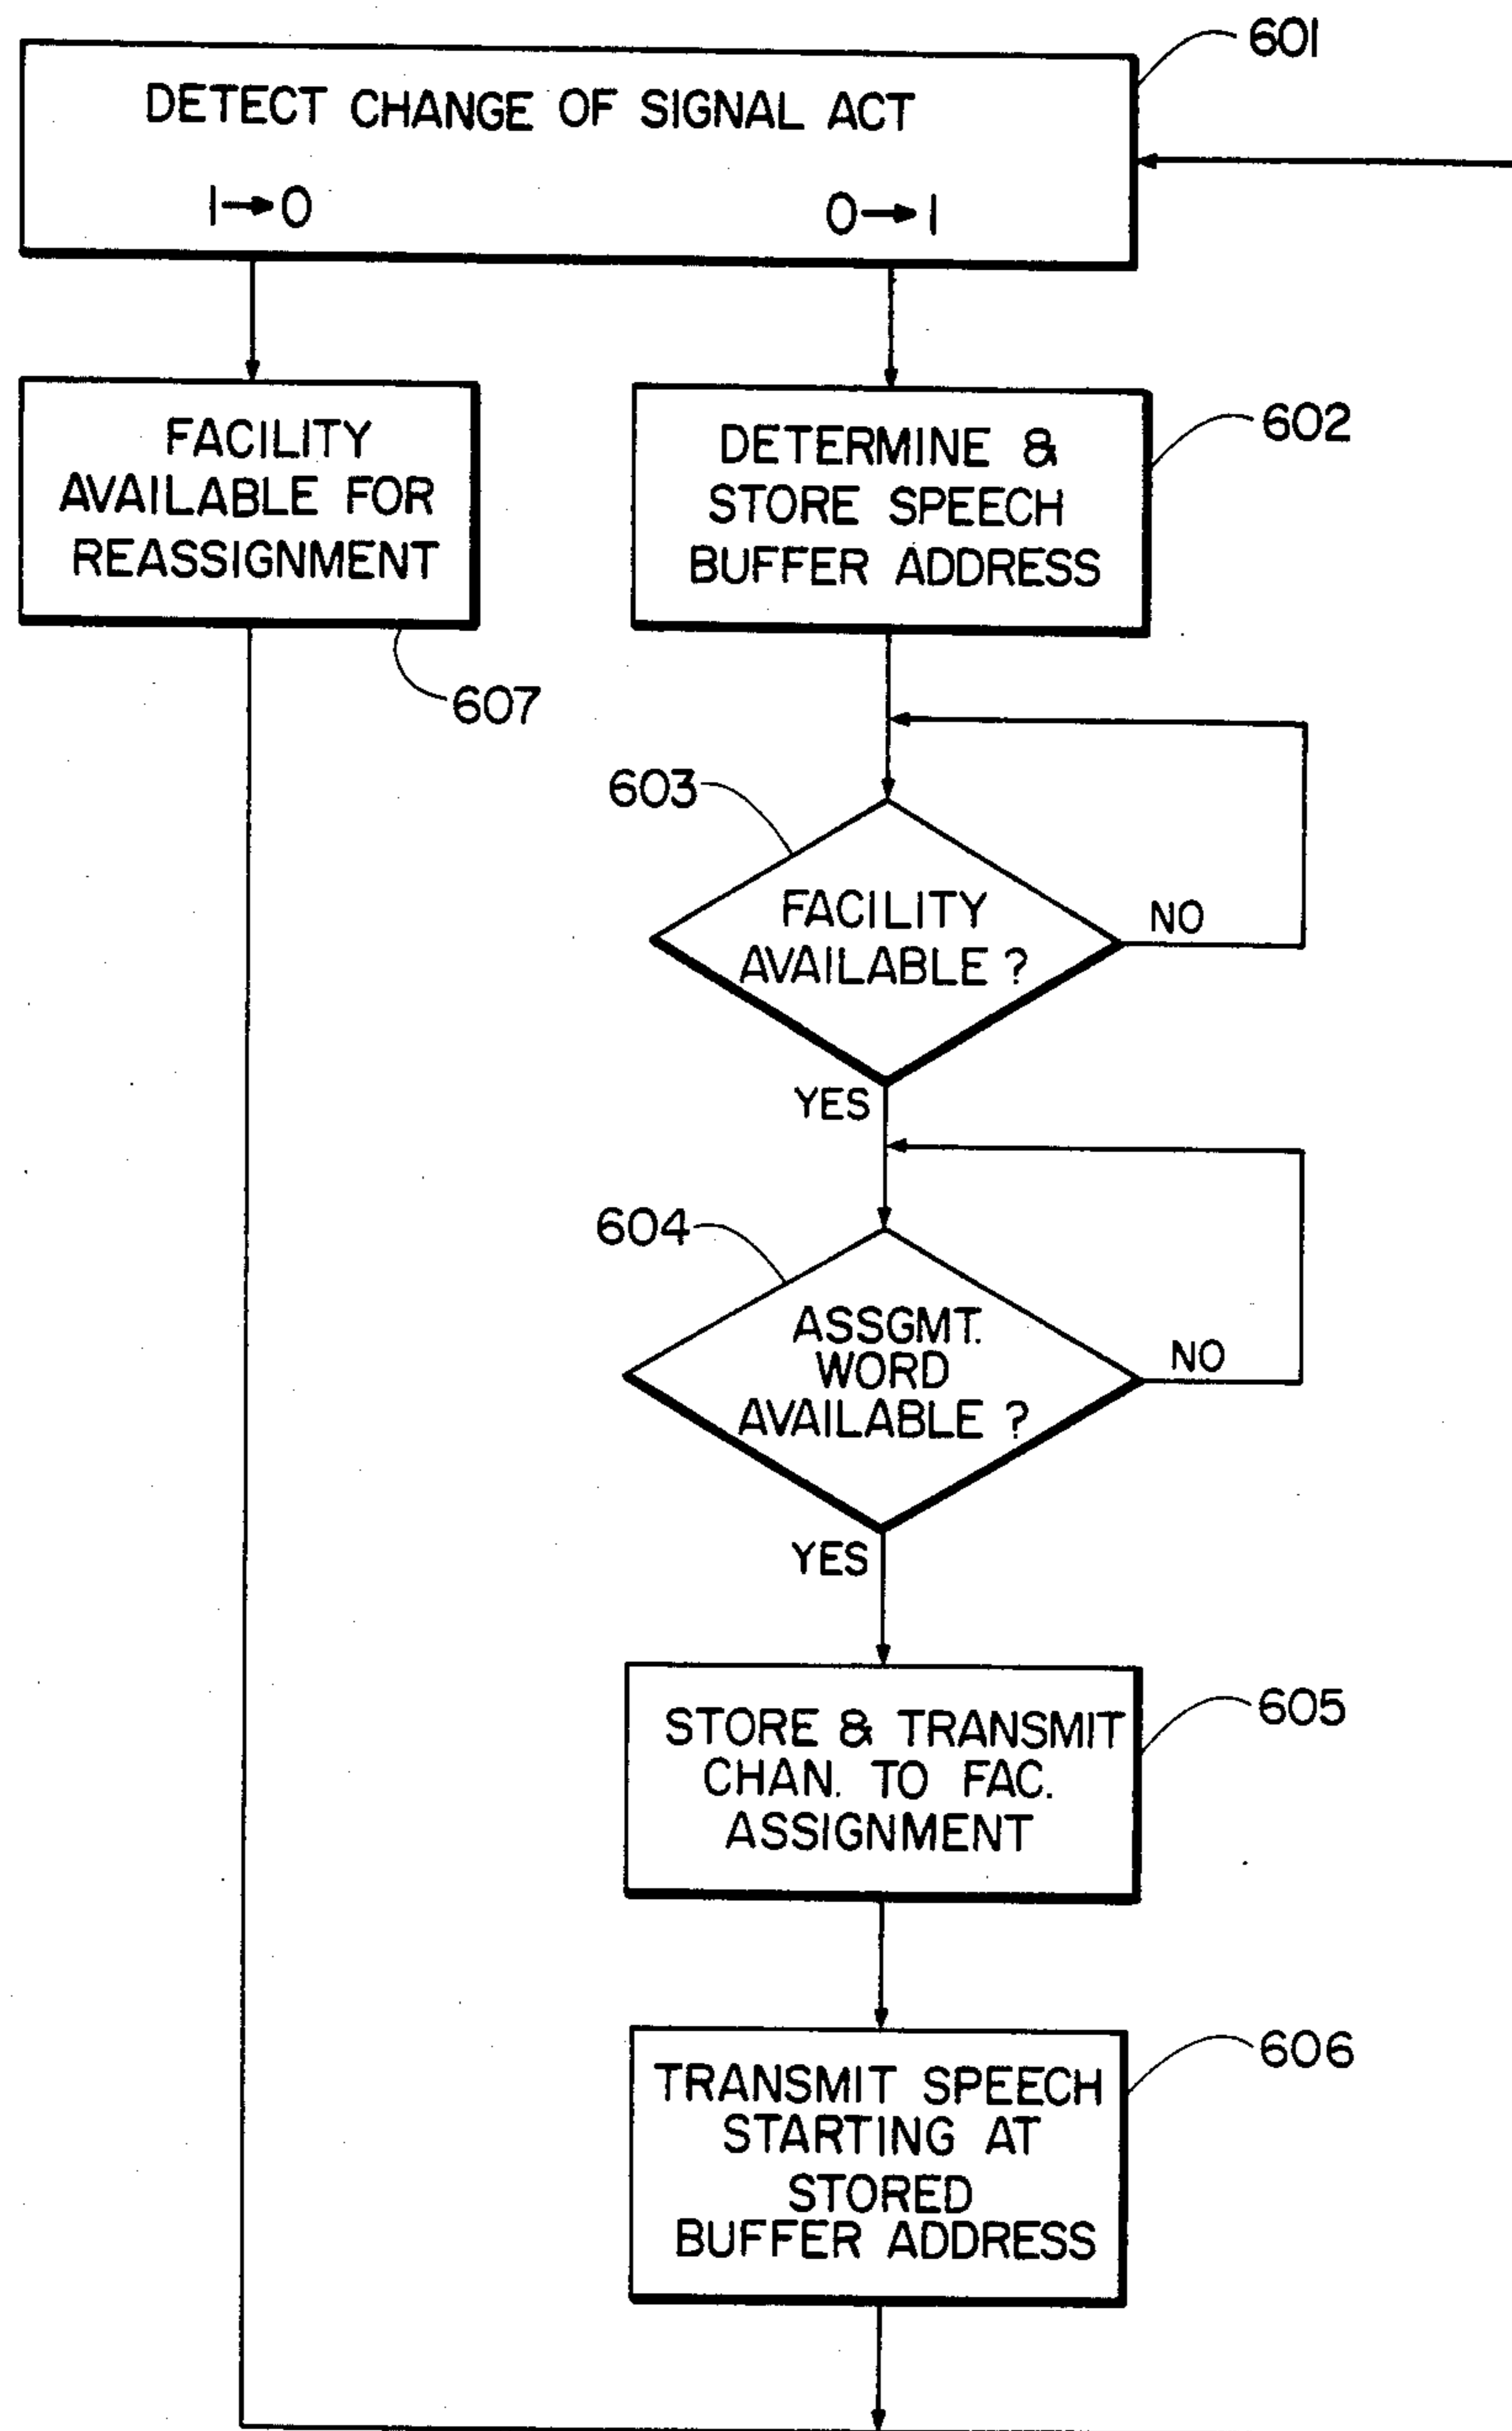 601
DETECT CHANGE OF SIGNAL ACT
1→0
0→1
FACILITY
AVAILABLE FOR
REASSIGNMENT
607
DETERMINE &
STORE SPEECH
BUFFER ADDRESS
602
603
FACILITY
AVAILABLE ?
NO
YES
604
ASSGMT.
WORD
AVAILABLE ?
NO
YES
STORE & TRANSMIT
CHAN. TO FAC.
ASSIGNMENT
605
TRANSMIT SPEECH
STARTING AT
STORED
BUFFER ADDRESS
606